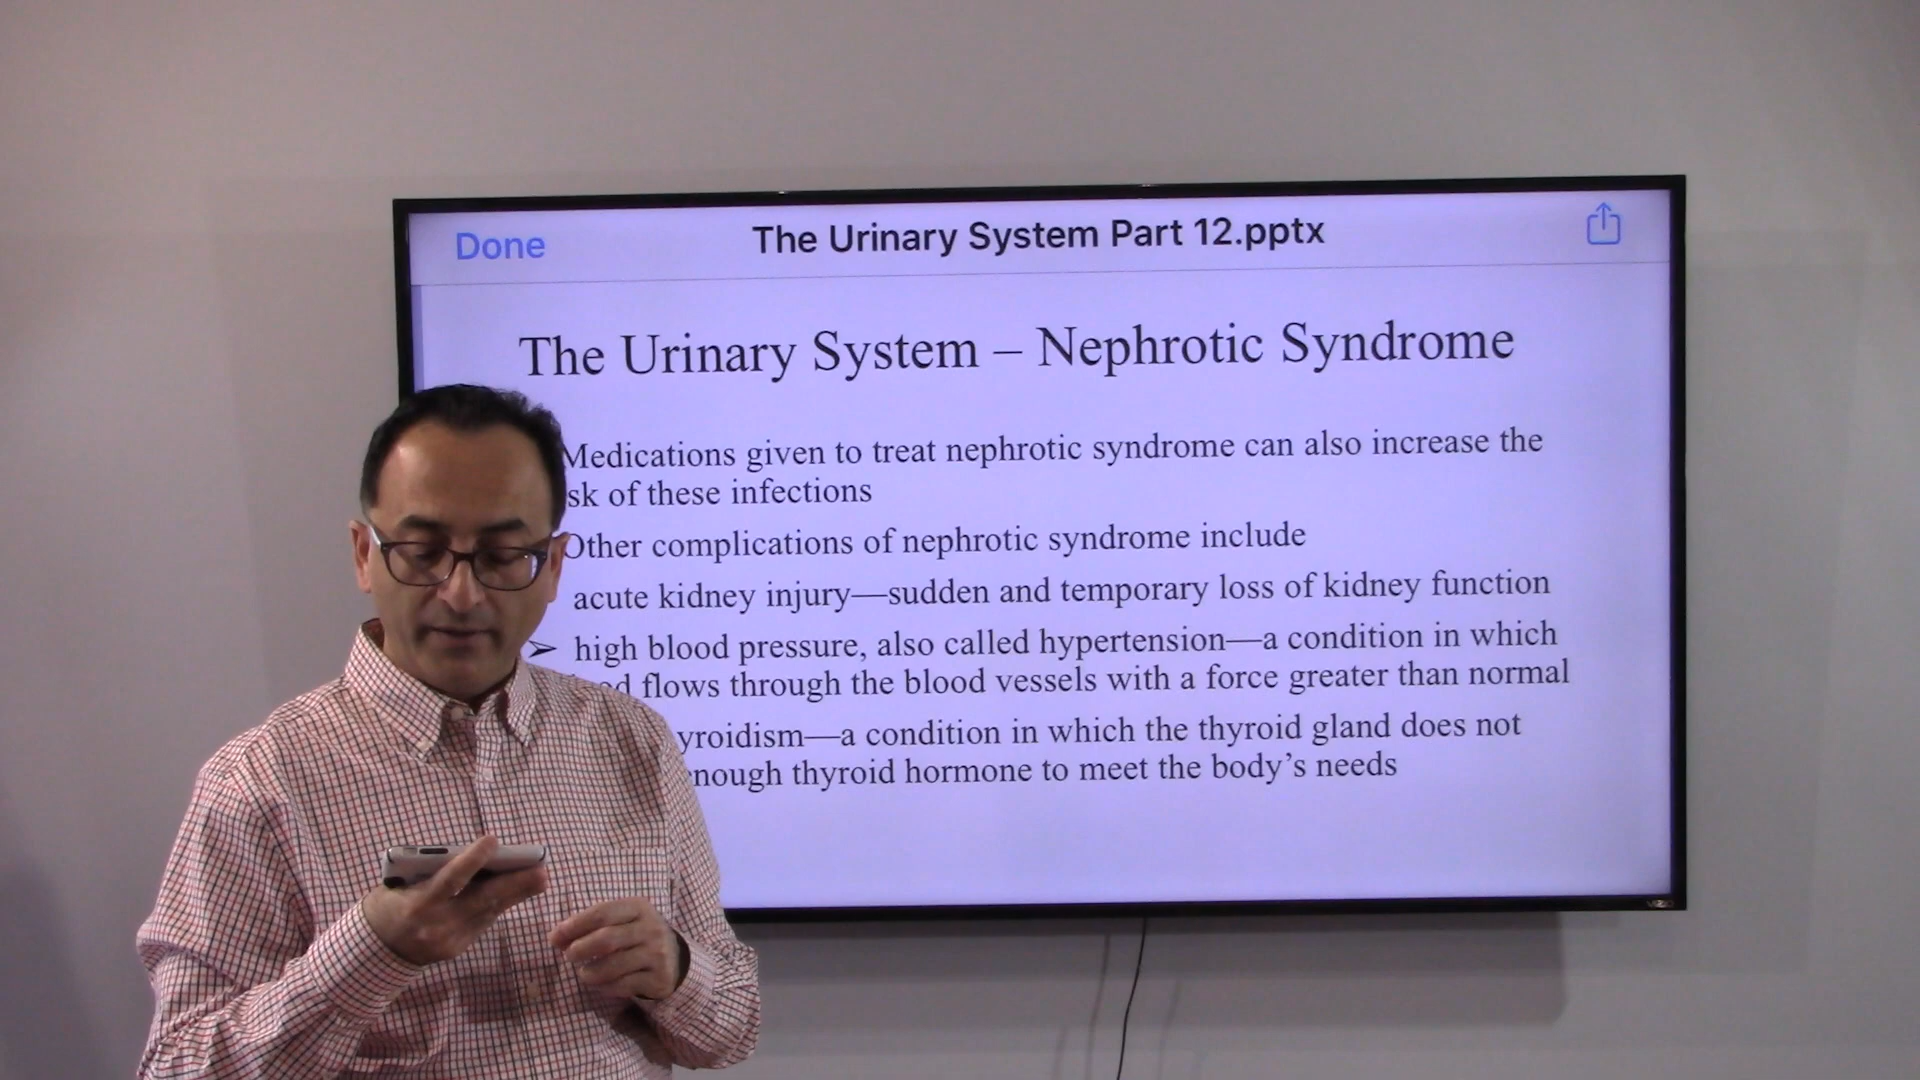 Done
The Urinary System Part 12.pptx
The Urinary System – Nephrotic Syndrome
Medications given to treat nephrotic syndrome can also increase the
sk of these infections
Other complications of nephrotic syndrome include
acute kidney injury—sudden and temporary loss of kidney function
➢ high blood pressure, also called hypertension—a condition in which
flows through the blood vessels with a force greater than normal
yroidism—a condition in which the thyroid gland does not
nough thyroid hormone to meet the body's needs
VIZIO